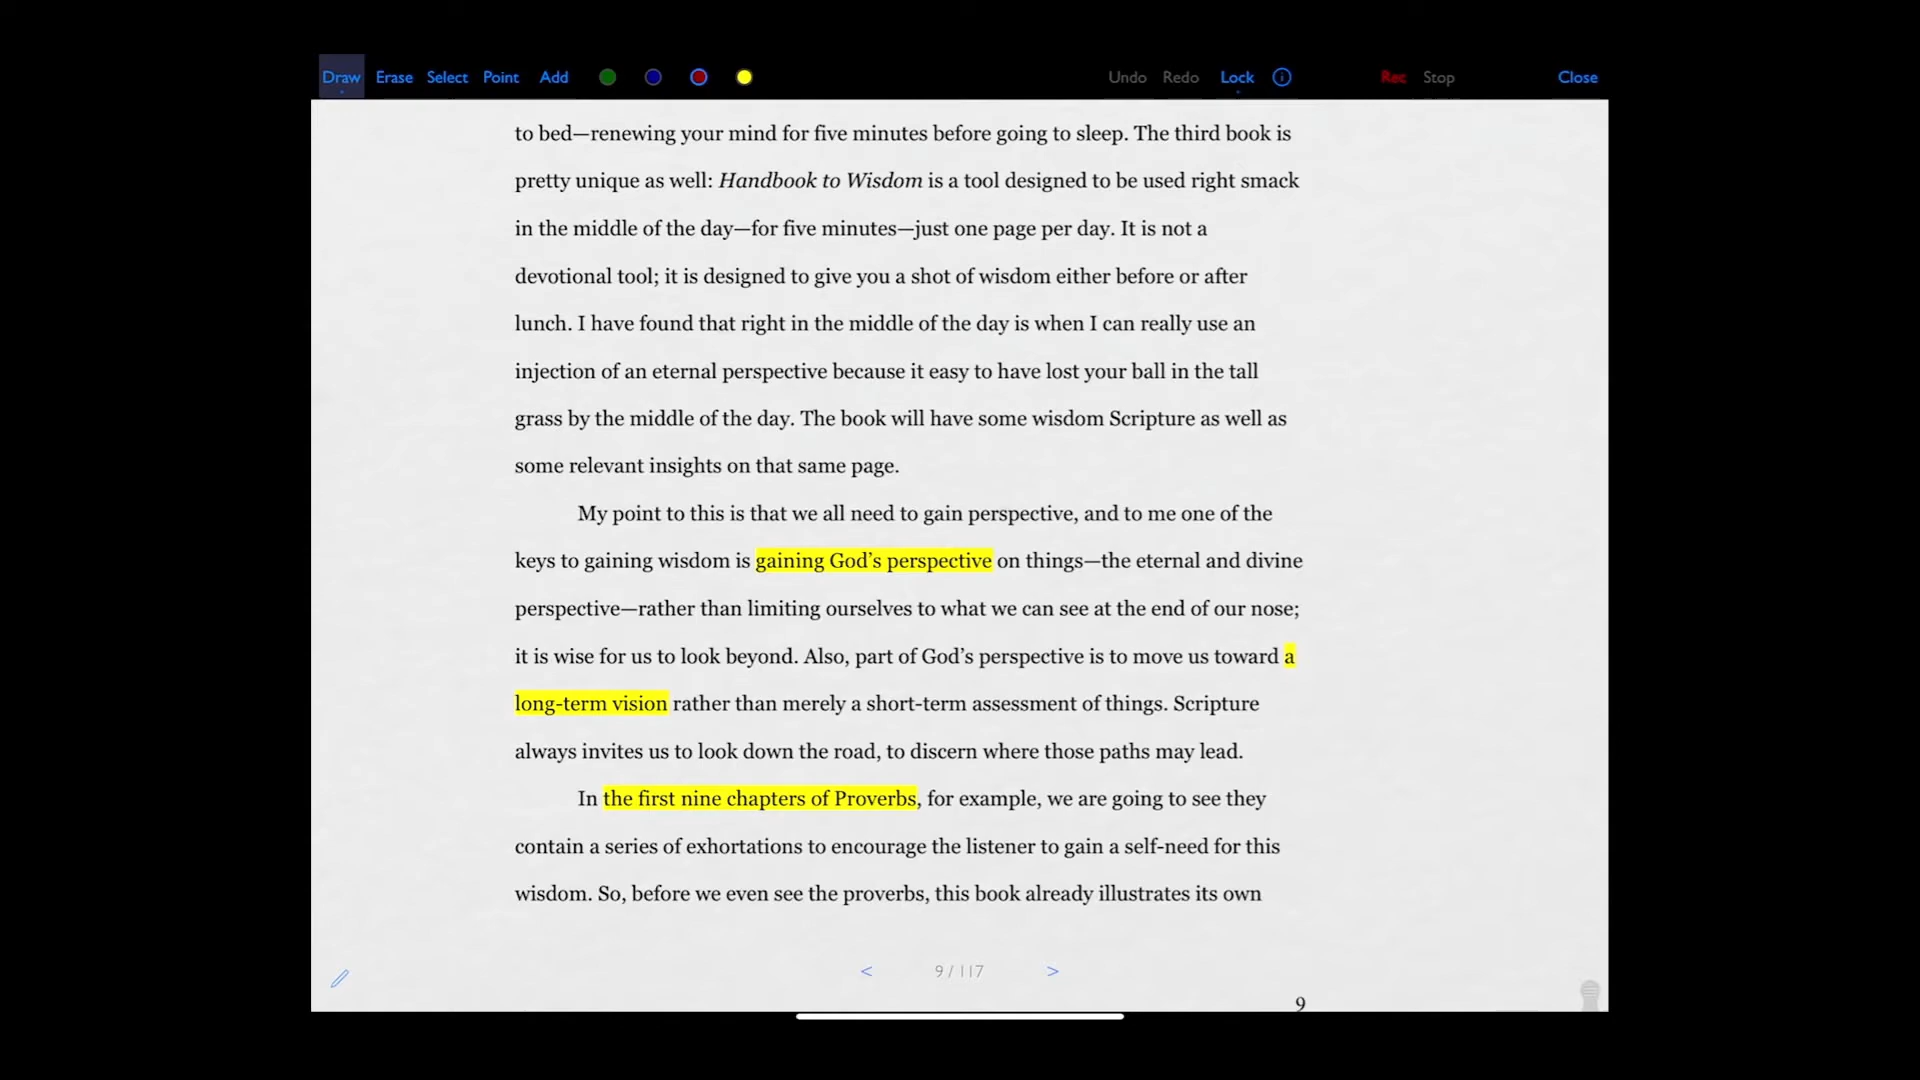 Draw Erase Select Point Add Undo Redo Lock Rec Stop Close
to bed—renewing your mind for five minutes before going to sleep. The third book is
pretty unique as well: Handbook to Wisdom is a tool designed to be used right smack
in the middle of the day—for five minutes—just one page per day. It is not a
devotional tool; it is designed to give you a shot of wisdom either before or after
lunch. I have found that right in the middle of the day is when I can really use an
injection of an eternal perspective because it easy to have lost your ball in the tall
grass by the middle of the day. The book will have some wisdom Scripture as well as
some relevant insights on that same page.
My point to this is that we all need to gain perspective, and to me one of the
keys to gaining wisdom is gaining God’s perspective on things—the eternal and divine
perspective—rather than limiting ourselves to what we can see at the end of our nose;
it is wise for us to look beyond. Also, part of God’s perspective is to move us toward a
long-term vision rather than merely a short-term assessment of things. Scripture
always invites us to look down the road, to discern where those paths may lead.
In the first nine chapters of Proverbs, for example, we are going to see they
contain a series of exhortations to encourage the listener to gain a self-need for this
wisdom. So, before we even see the proverbs, this book already illustrates its own
< 9 / 117 >
9